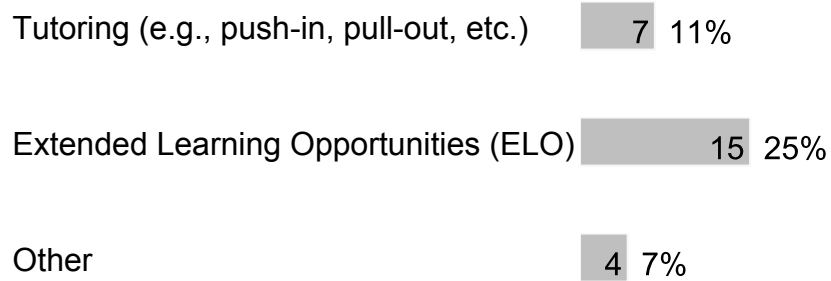 Tutoring (e.g., push-in, pull-out, etc.) 7 11%
Extended Learning Opportunities (ELO) 15 25%
Other 4 7%